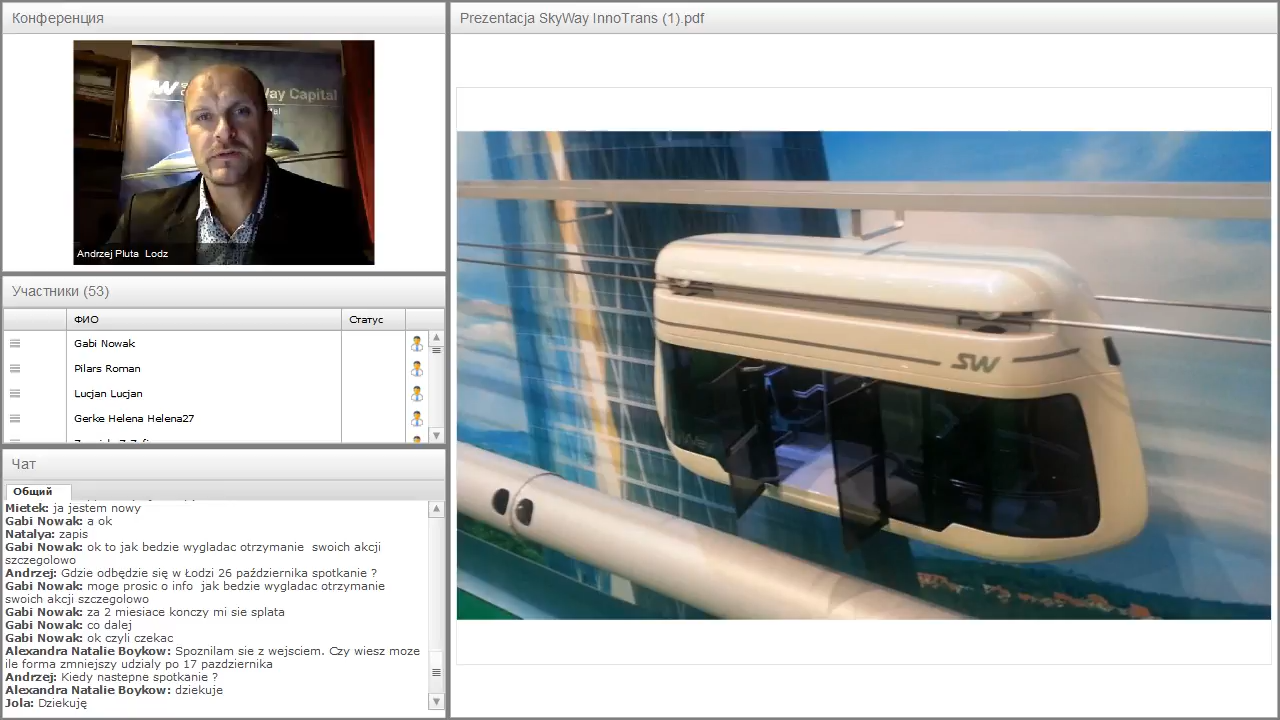 Конференция
Way Capital
Andrzej Pluta Lodz
Участники (53)
ФИО Статус
Gabi Nowak
Pilars Roman
Lucjan Lucjan
Gerke Helena Helena27
Чат
Общий
Mietek: ja jestem nowy
Gabi Nowak: a ok
Natalya: zapis
Gabi Nowak: ok to jak bedzie wygladac otrzymanie swoich akcji
szczegolowo
Andrzej: Gdzie odbędzie się w Łodzi 26 października spotkanie ?
Gabi Nowak: moge prosic o info jak bedzie wygladac otrzymanie
swoich akcji szczegolowo
Gabi Nowak: za 2 miesiace konczy mi sie splata
Gabi Nowak: co dalej
Gabi Nowak: ok czyli czekac
Alexandra Natalie Boykow: Spoznilam sie z wejsciem. Czy wiesz moze
ile forma zmniejszy udzialy po 17 pazdziernika
Andrzej: Kiedy nastepne spotkanie ?
Alexandra Natalie Boykow: dziekuje
Jola: Dziekuję
Prezentacja SkyWay InnoTrans (1).pdf
SW